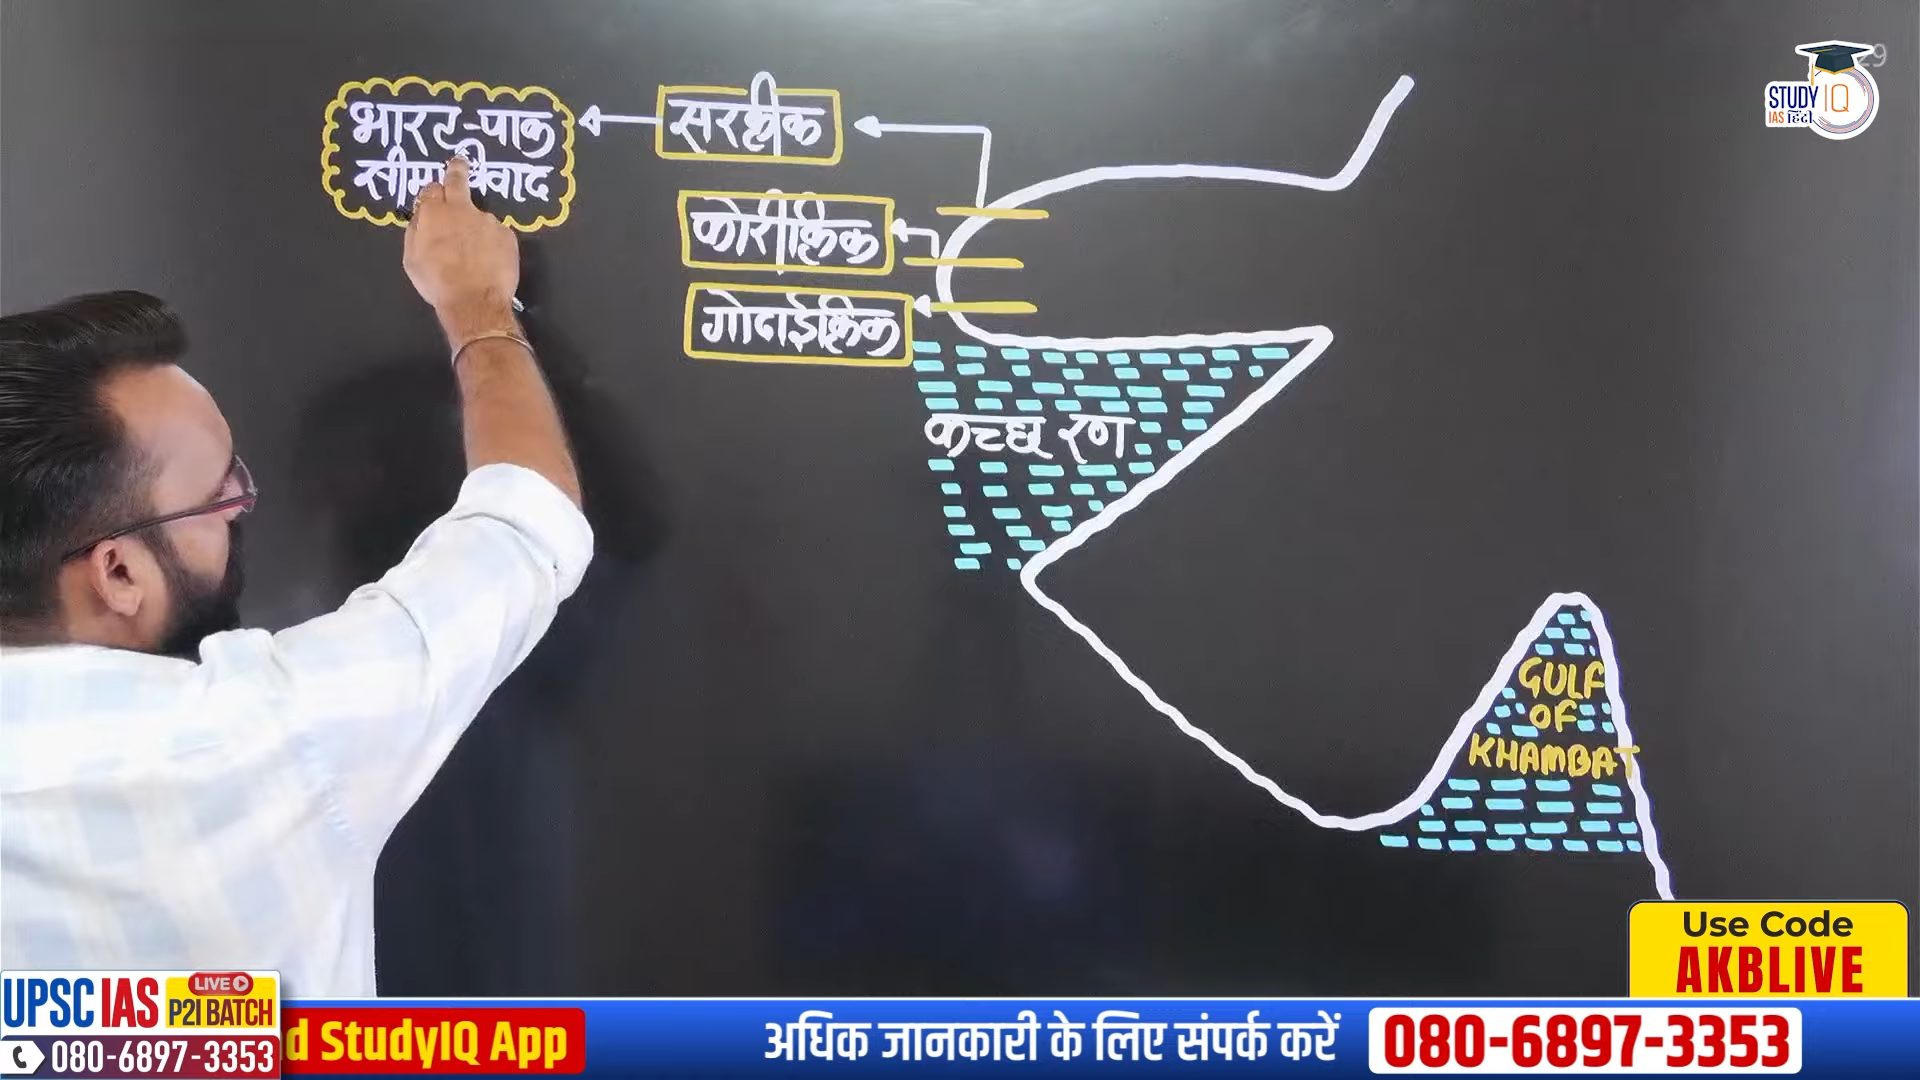 STUDY IQ
IAS हिंदी
भारत-पाक
सीमा विवाद
सरक्रीक
कोरीक्रिक
गोदाईक्रिक
कच्छ रण
GULF
OF
KHAMBAT
Use Code
AKBLIVE
UPSC IAS
LIVE
P2I BATCH
080-6897-3353
d StudyIQ App
अधिक जानकारी के लिए संपर्क करें
080-6897-3353